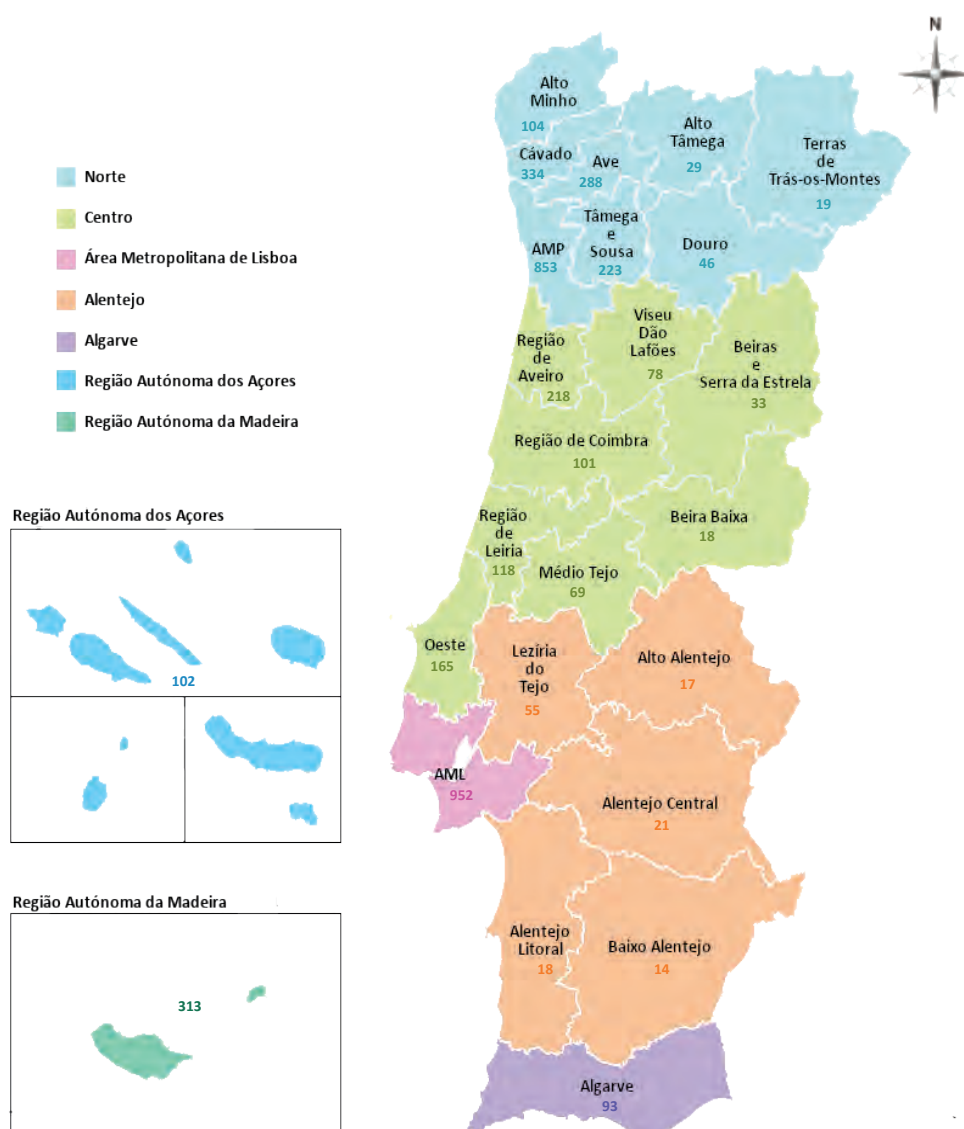 N
Norte
Centro
Área Metropolitana de Lisboa
Alentejo
Algarve
Região Autónoma dos Açores
Região Autónoma da Madeira
Alto
Minho
104
Cávado
334
Ave
288
Alto
Tâmega
29
Terras
de
Trás-os-Montes
19
AMP
853
Tâmega
e
Sousa
223
Douro
46
Região
de
Aveiro
218
Viseu
Dão
Lafões
78
Beiras
e
Serra da Estrela
33
Região de Coimbra
101
Região
de
Leiria
118
Médio Tejo
69
Beira Baixa
18
Oeste
165
Lezíria
do
Tejo
55
Alto Alentejo
17
AML
952
Alentejo Central
21
Alentejo
Litoral
18
Baixo Alentejo
14
Algarve
93
Região Autónoma dos Açores
102
Região Autónoma da Madeira
313